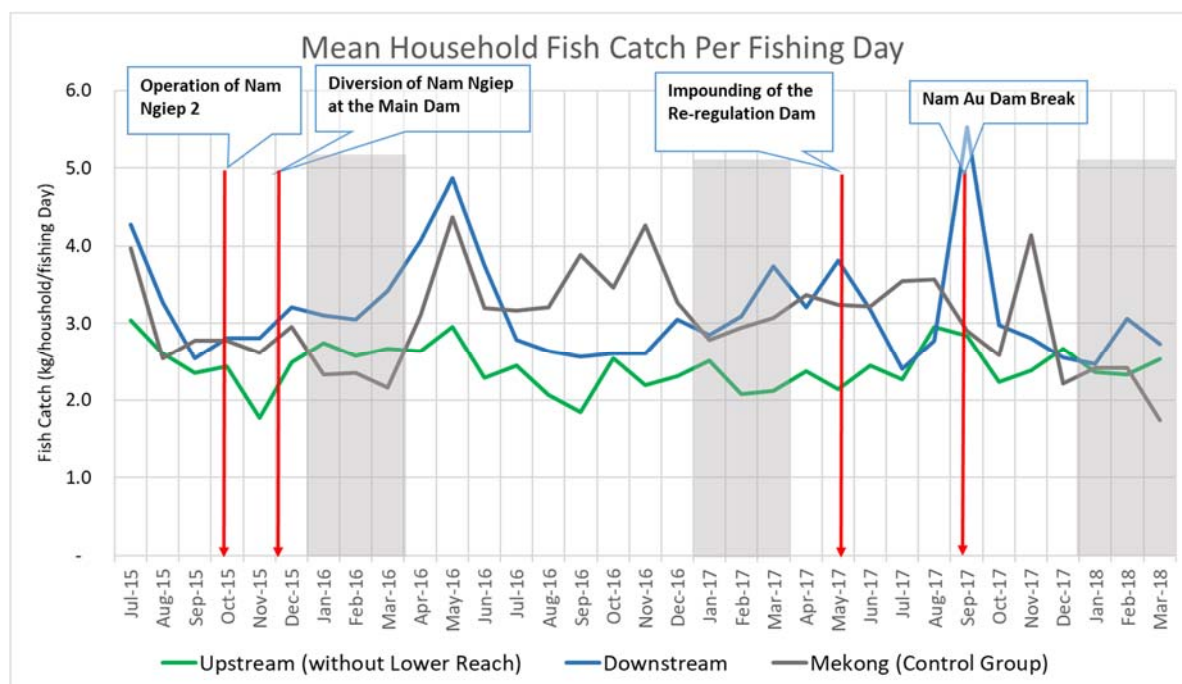 Mean Household Fish Catch Per Fishing Day
Operation of Nam
Ngiep 2
Diversion of Nam Ngiep
at the Main Dam
Impounding of the
Re-regulation Dam
Nam Au Dam Break
Fish Catch (kg/houshold/fishing Day)
6.0
5.0
4.0
3.0
2.0
1.0
-
Jul-15
Aug-15
Sep-15
Oct-15
Nov-15
Dec-15
Jan-16
Feb-16
Mar-16
Apr-16
May-16
Jun-16
Jul-16
Aug-16
Sep-16
Oct-16
Nov-16
Dec-16
Jan-17
Feb-17
Mar-17
Apr-17
May-17
Jun-17
Jul-17
Aug-17
Sep-17
Oct-17
Nov-17
Dec-17
Jan-18
Feb-18
Mar-18
Upstream (without Lower Reach)
Downstream
Mekong (Control Group)